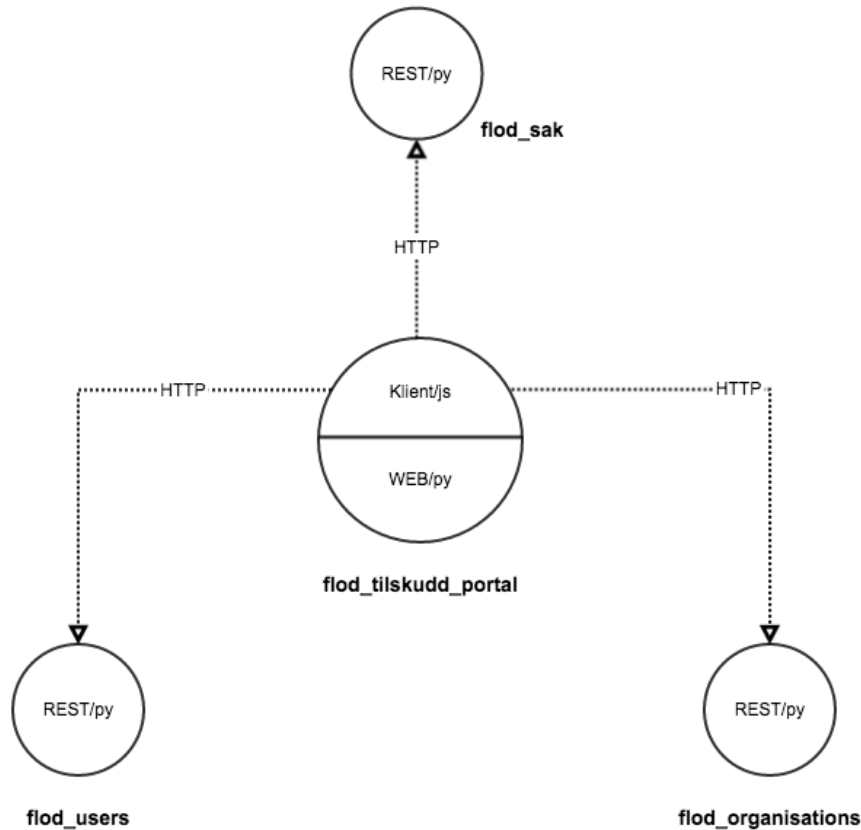 REST/py
flod_sak
HTTP
Klient/js
HTTP
HTTP
WEB/py
flod_tilskudd_portal
REST/py
REST/py
flod_users
flod_organisations